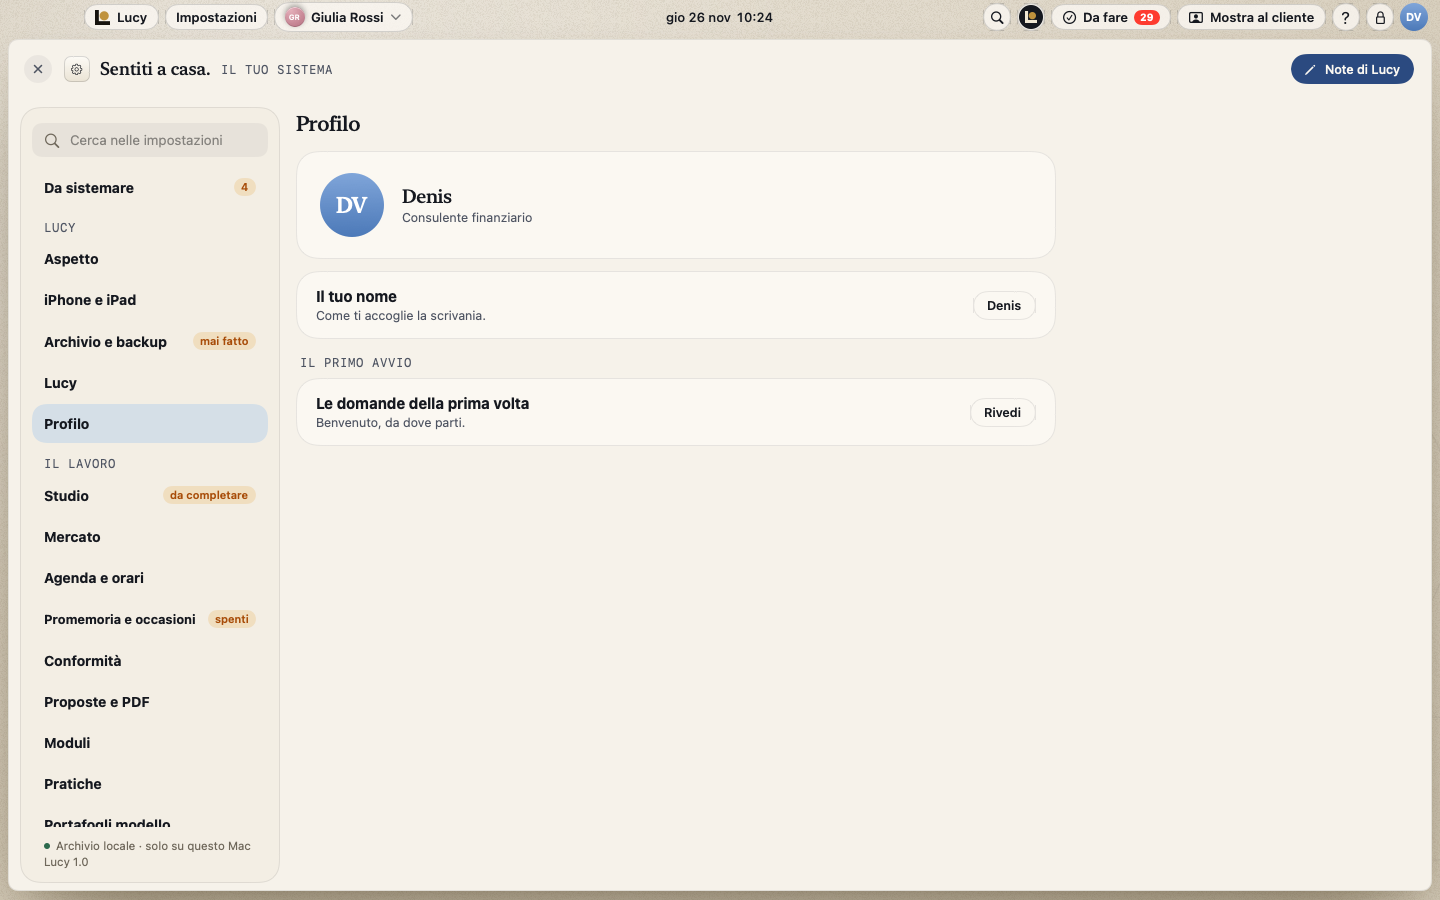 Lucy
Impostazioni
GR
Giulia Rossi
gio 26 nov 10:24
Da fare 29
Mostra al cliente
?
DV
Sentiti a casa.
IL TUO SISTEMA
Note di Lucy
Cerca nelle impostazioni
Da sistemare 4
LUCY
Aspetto
iPhone e iPad
Archivio e backup mai fatto
Lucy
Profilo
IL LAVORO
Studio da completare
Mercato
Agenda e orari
Promemoria e occasioni spenti
Conformità
Proposte e PDF
Moduli
Pratiche
Portafogli modello
Archivio locale · solo su questo Mac
Lucy 1.0
Profilo
DV
Denis
Consulente finanziario
Il tuo nome
Come ti accoglie la scrivania.
Denis
IL PRIMO AVVIO
Le domande della prima volta
Benvenuto, da dove parti.
Rivedi